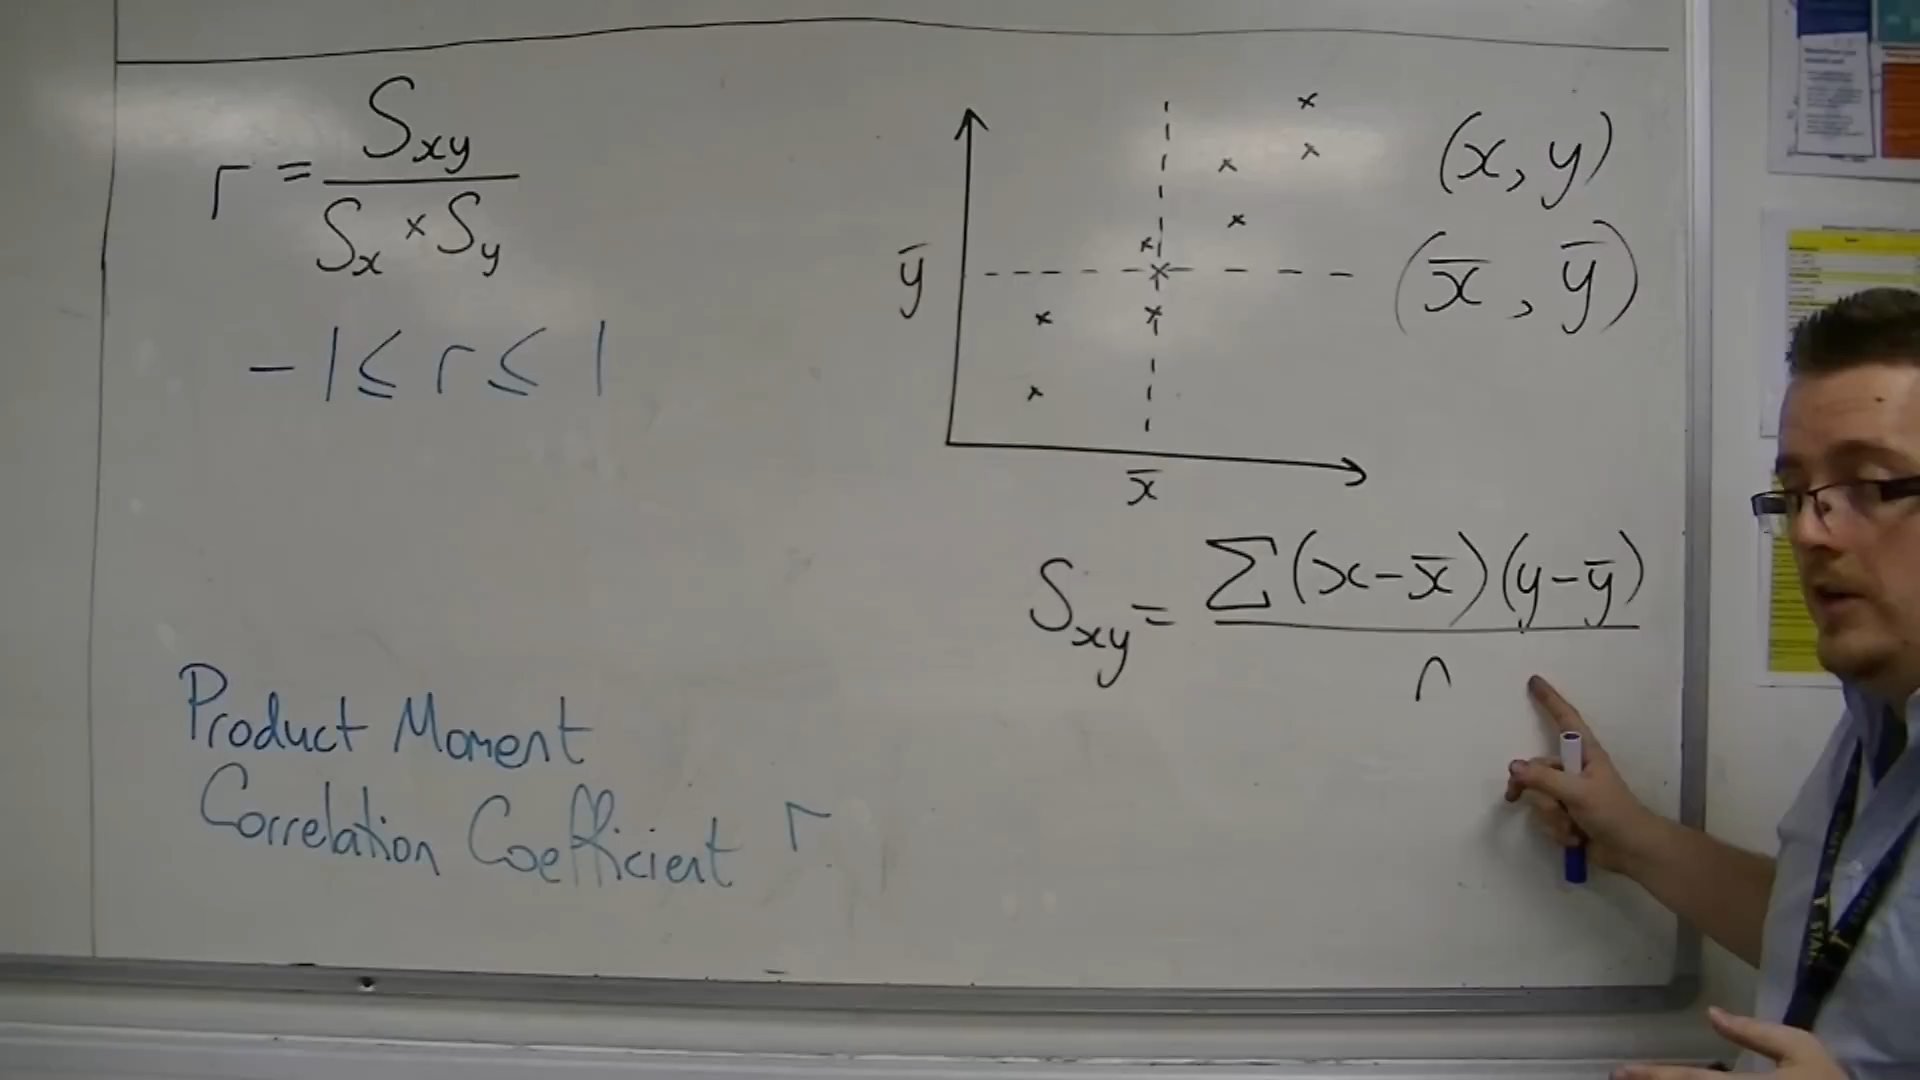 r = Sxy / Sx × Sy
-1 ≤ r ≤ 1
Product Moment
Correlation Coefficient r
(x, y)
ȳ
(x̄, ȳ)
x̄
Sxy = Σ(x-x̄)(y-ȳ) / n